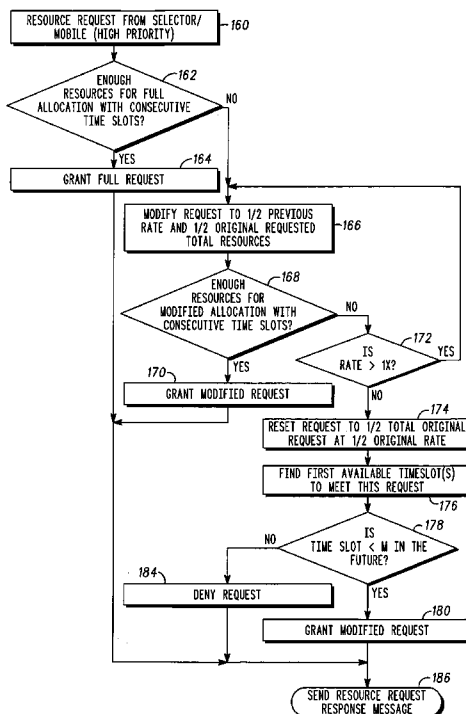 RESOURCE REQUEST FROM SELECTOR/
MOBILE (HIGH PRIORITY)
160
162
ENOUGH
RESOURCES FOR FULL
ALLOCATION WITH CONSECUTIVE
TIME SLOTS?
NO
YES
164
GRANT FULL REQUEST
MODIFY REQUEST TO 1/2 PREVIOUS
RATE AND 1/2 ORIGINAL REQUESTED
TOTAL RESOURCES
166
168
ENOUGH
RESOURCES FOR
MODIFIED ALLOCATION WITH
CONSECUTIVE TIME SLOTS?
NO
YES
172
IS
RATE > 1X?
YES
NO
170
GRANT MODIFIED REQUEST
174
RESET REQUEST TO 1/2 TOTAL ORIGINAL
REQUEST AT 1/2 ORIGINAL RATE
FIND FIRST AVAILABLE TIMESLOT(S)
TO MEET THIS REQUEST
176
178
IS
TIME SLOT < M IN THE
FUTURE?
NO
YES
184
DENY REQUEST
180
GRANT MODIFIED REQUEST
186
SEND RESOURCE REQUEST
RESPONSE MESSAGE